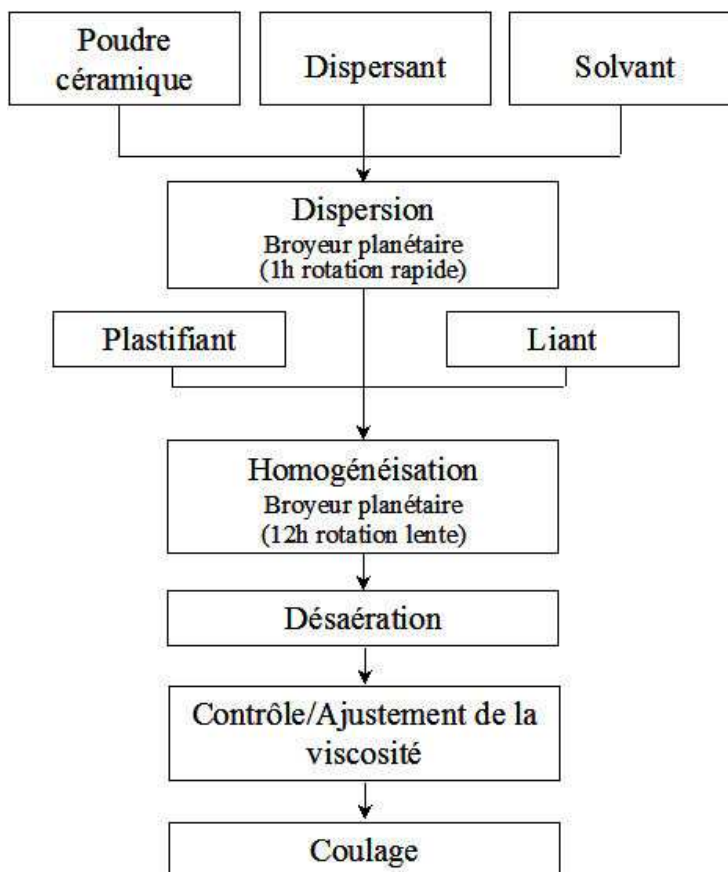 Poudre
céramique
Dispersant
Solvant
Dispersion
Broyeur planétaire
(1h rotation rapide)
Plastifiant
Liant
Homogénéisation
Broyeur planétaire
(12h rotation lente)
Désaération
Contrôle/Ajustement de la
viscosité
Coulage